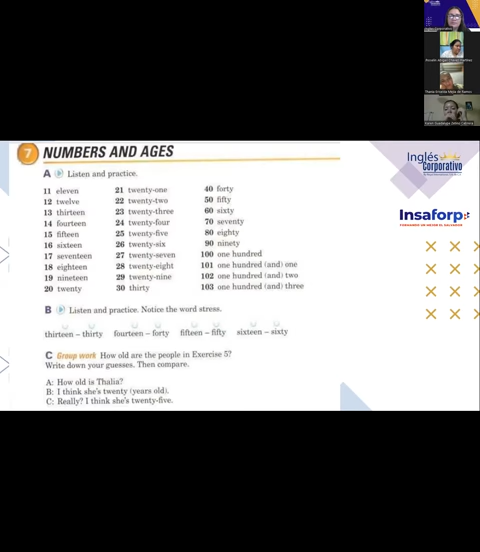 Inglés Corporativo
7 NUMBERS AND AGES
A Listen and practice.
11 eleven 21 twenty-one 40 forty
12 twelve 22 twenty-two 50 fifty
13 thirteen 23 twenty-three 60 sixty
14 fourteen 24 twenty-four 70 seventy
15 fifteen 25 twenty-five 80 eighty
16 sixteen 26 twenty-six 90 ninety
17 seventeen 27 twenty-seven 100 one hundred
18 eighteen 28 twenty-eight 101 one hundred (and) one
19 nineteen 29 twenty-nine 102 one hundred (and) two
20 twenty 30 thirty 103 one hundred (and) three
B Listen and practice. Notice the word stress.
thirteen – thirty fourteen – forty fifteen – fifty sixteen – sixty
C Group work How old are the people in Exercise 5?
Write down your guesses. Then compare.
A: How old is Thalia?
B: I think she's twenty (years old).
C: Really? I think she's twenty-five.
Inglés
Corporativo
Insaforp